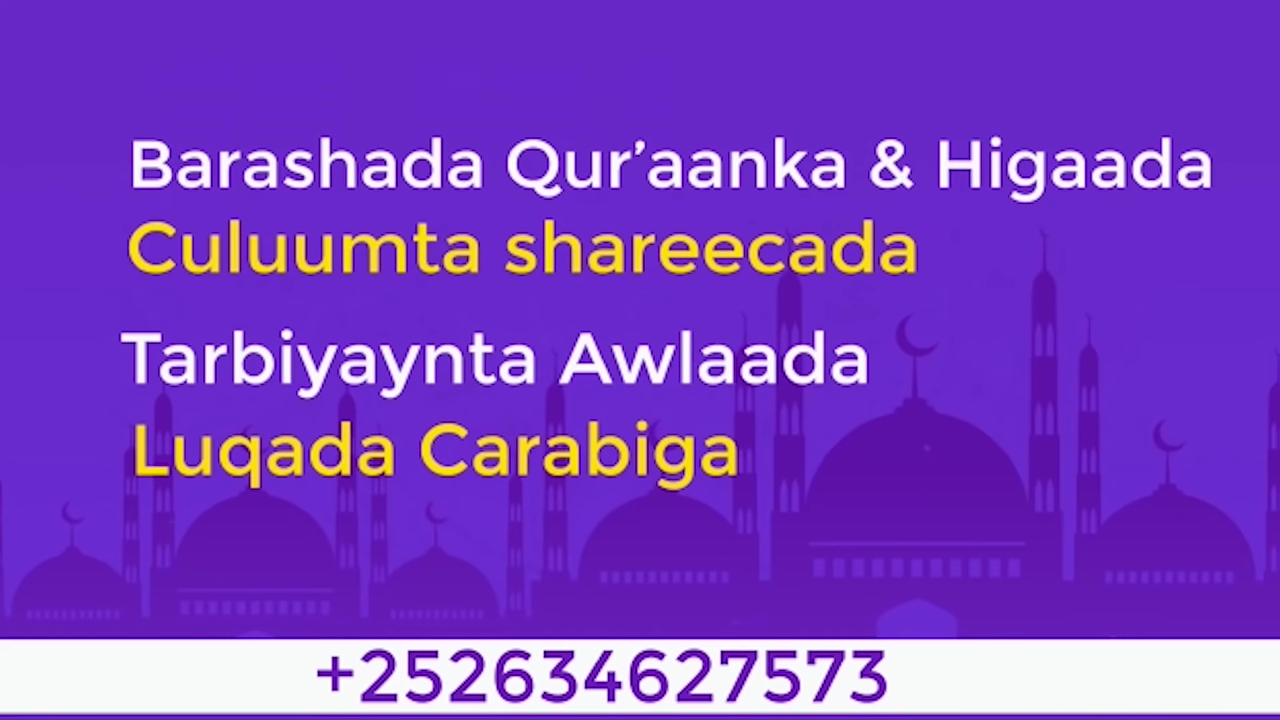 Barashada Qur’aanka & Higaada
Culuumta shareecada
Tarbiyaynta Awlaada
Luqada Carabiga
+252634627573